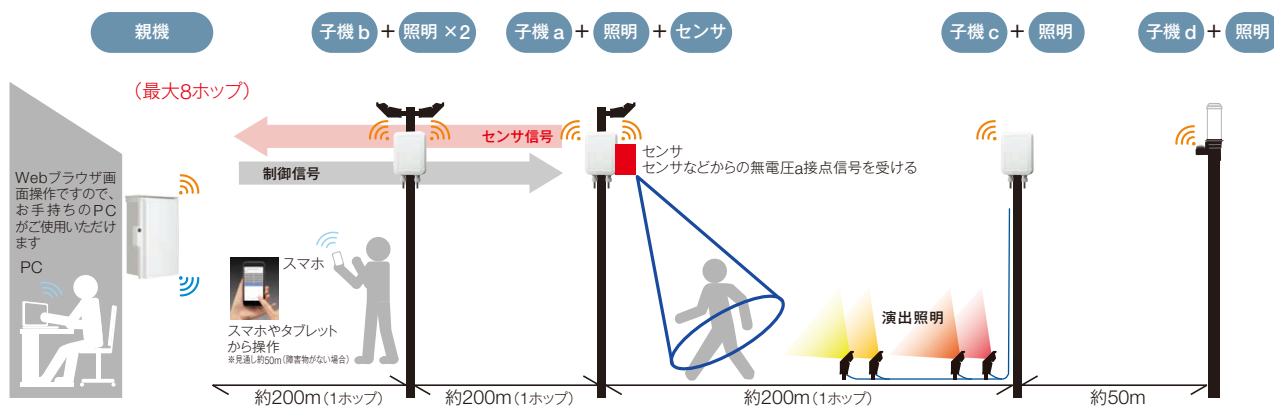 親機
子機b + 照明 ×2
子機a + 照明 + センサ
子機c + 照明
子機d + 照明
(最大8ホップ)
センサ信号
制御信号
センサ
センサなどからの無電圧a接点信号を受ける
Webブラウザ画
面操作ですので、
お手持ちのPC
がご使用いただけ
ます
PC
スマホ
スマホやタブレット
から操作
※見通し約50m(障害物がない場合)
演出照明
約200m(1ホップ)
約200m(1ホップ)
約200m(1ホップ)
約50m